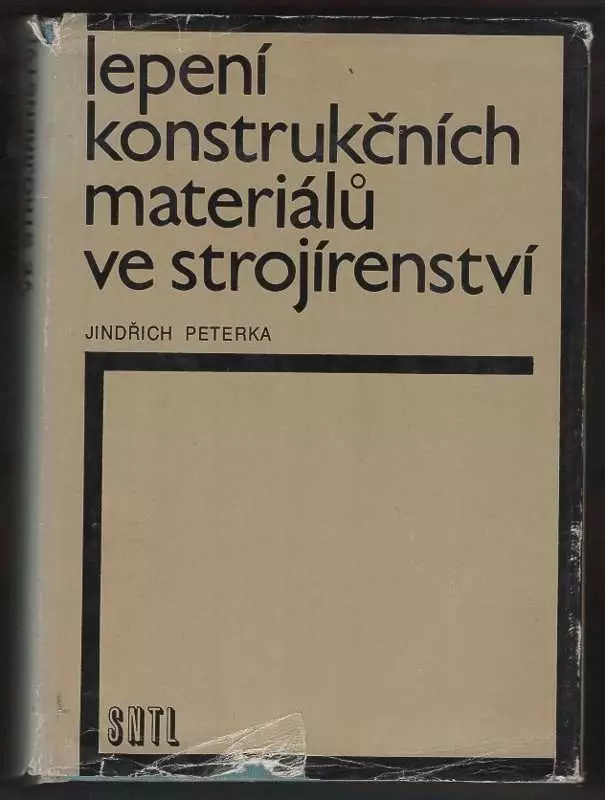 lepení
konstrukčních
materiálů
ve strojírenství
JINDŘICH PETERKA
SNTL